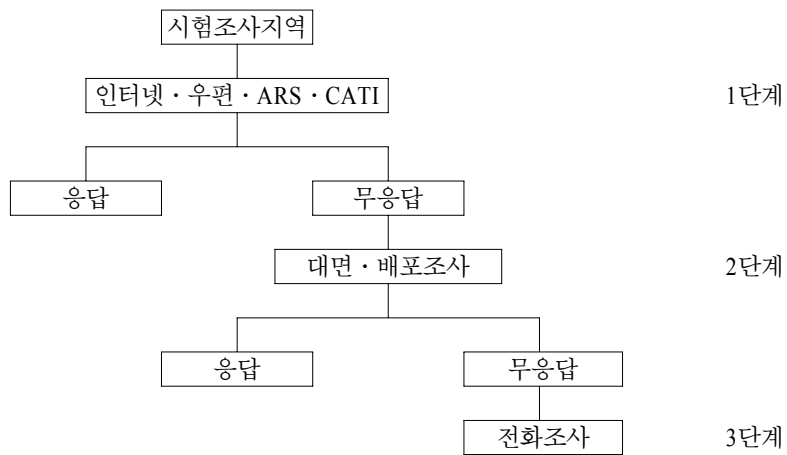 시험조사지역
인터넷 · 우편 · ARS · CATI 1단계
응답 무응답
대면 · 배포조사 2단계
응답 무응답
전화조사 3단계